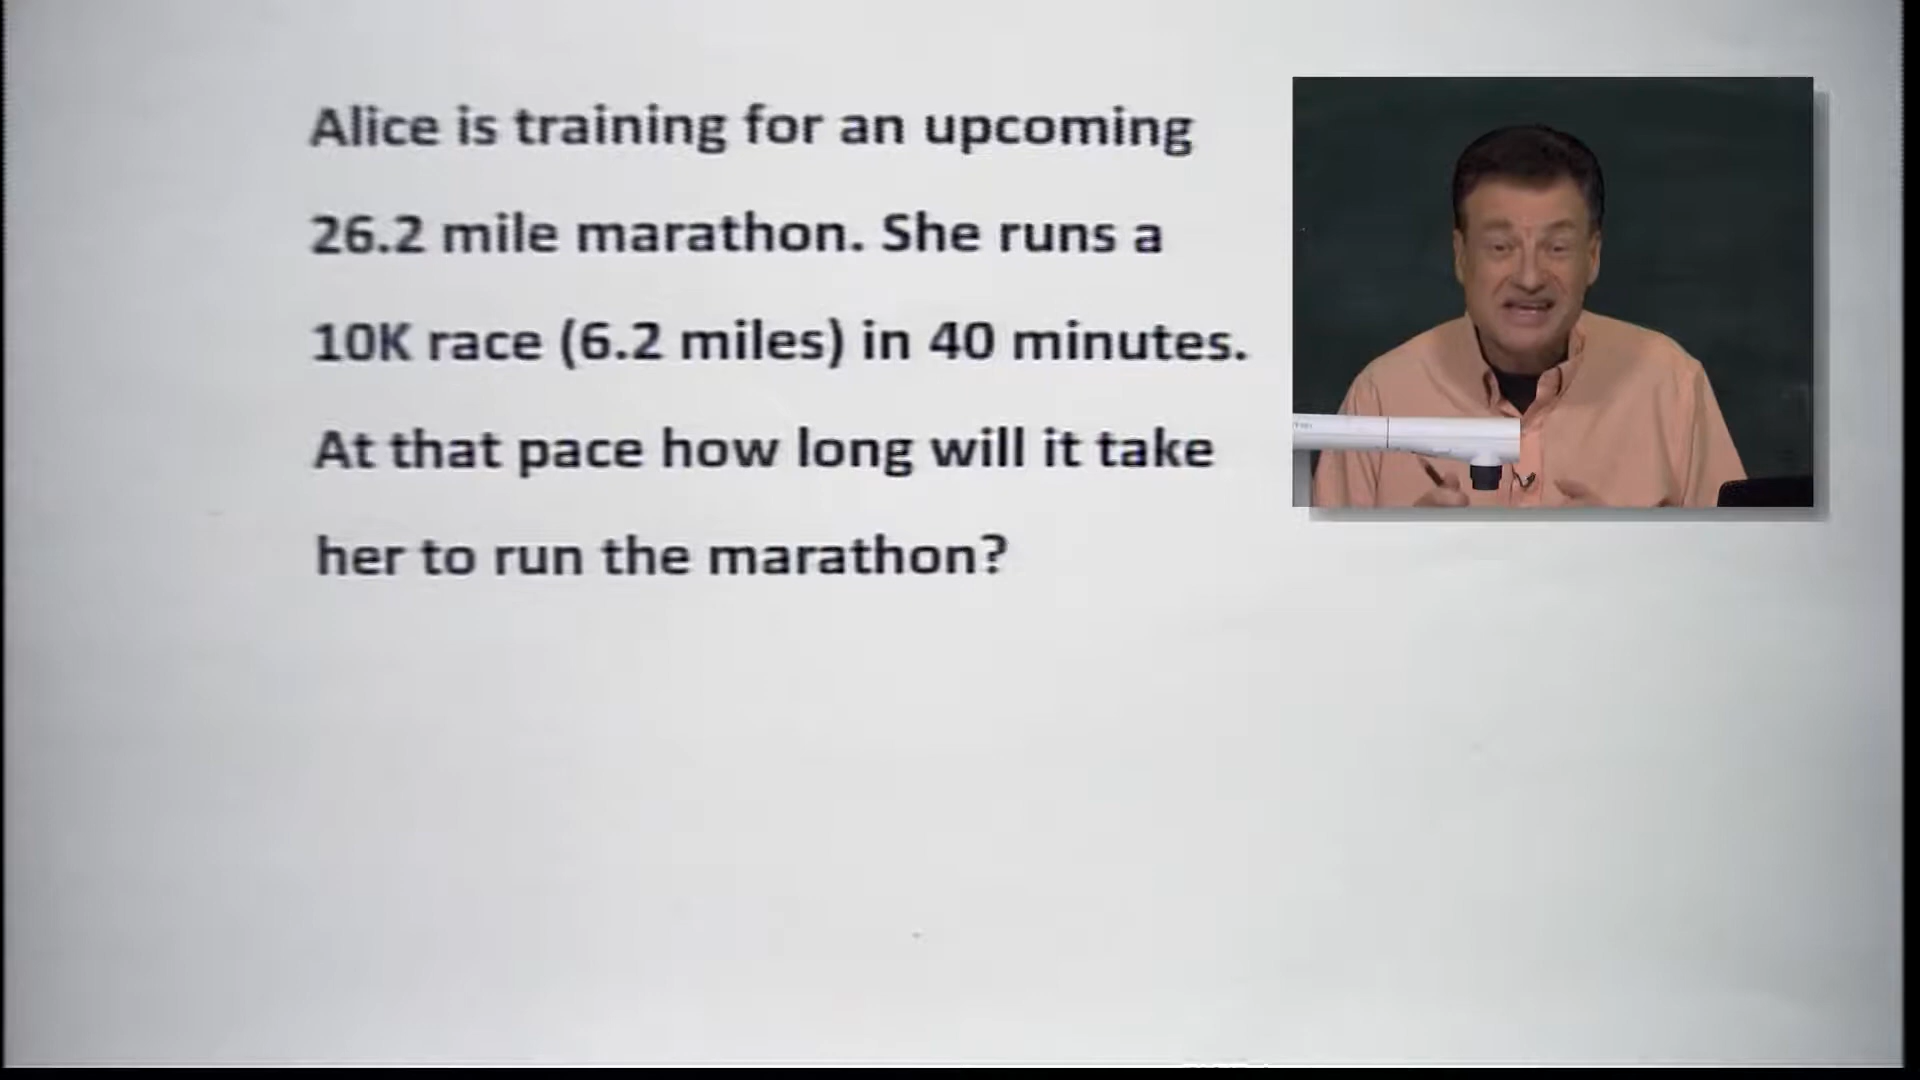 Alice is training for an upcoming
26.2 mile marathon. She runs a
10K race (6.2 miles) in 40 minutes.
At that pace how long will it take
her to run the marathon?